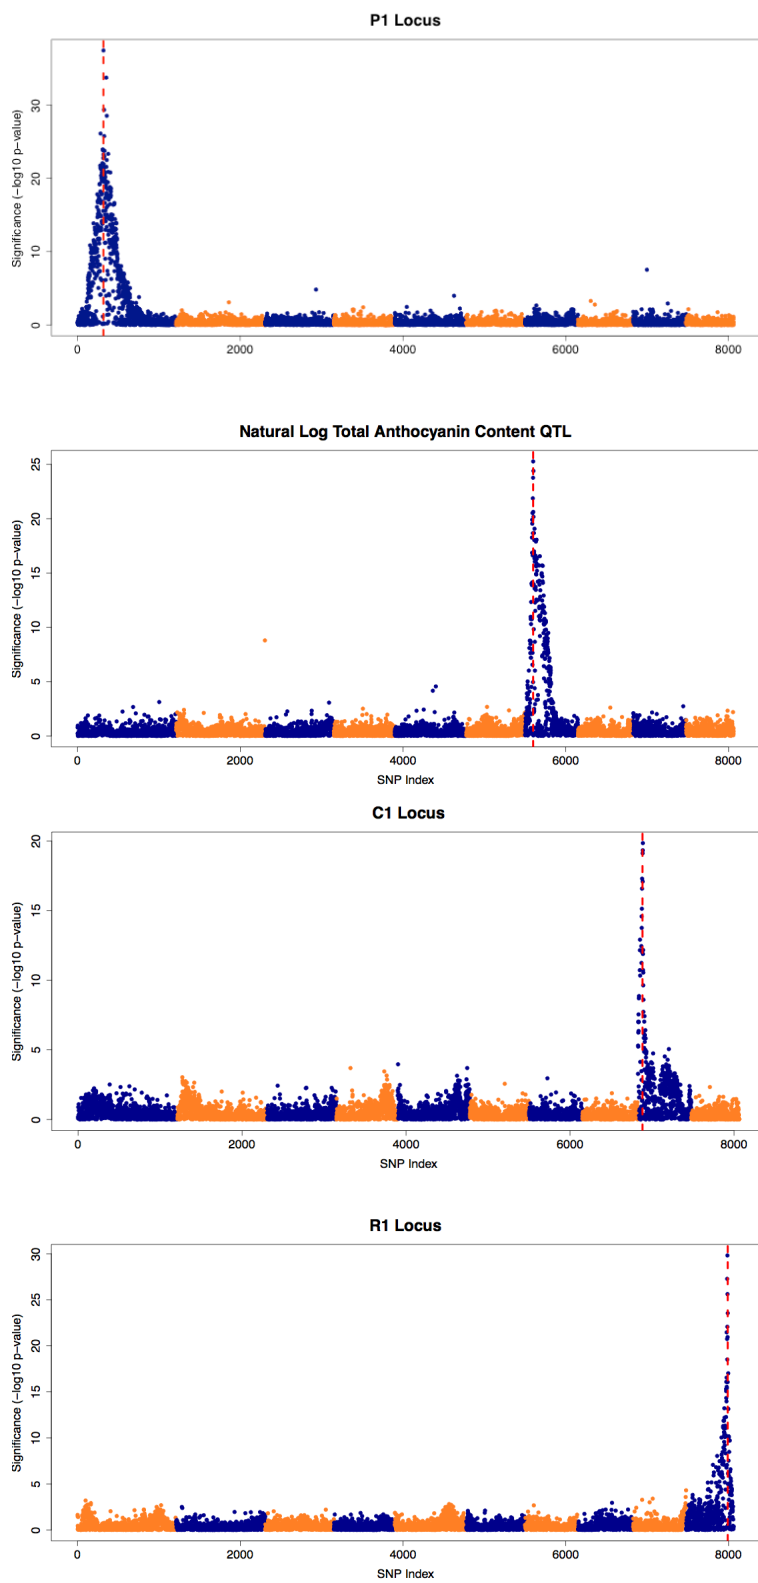 P1 Locus
Significance (−log10 p−value)
30
20
10
0
0 2000 4000 6000 8000
Natural Log Total Anthocyanin Content QTL
Significance (−log10 p−value)
25
20
15
10
5
0
0 2000 4000 6000 8000
SNP Index
C1 Locus
Significance (−log10 p−value)
20
15
10
5
0
0 2000 4000 6000 8000
SNP Index
R1 Locus
Significance (−log10 p−value)
30
25
20
15
10
5
0
0 2000 4000 6000 8000
SNP Index